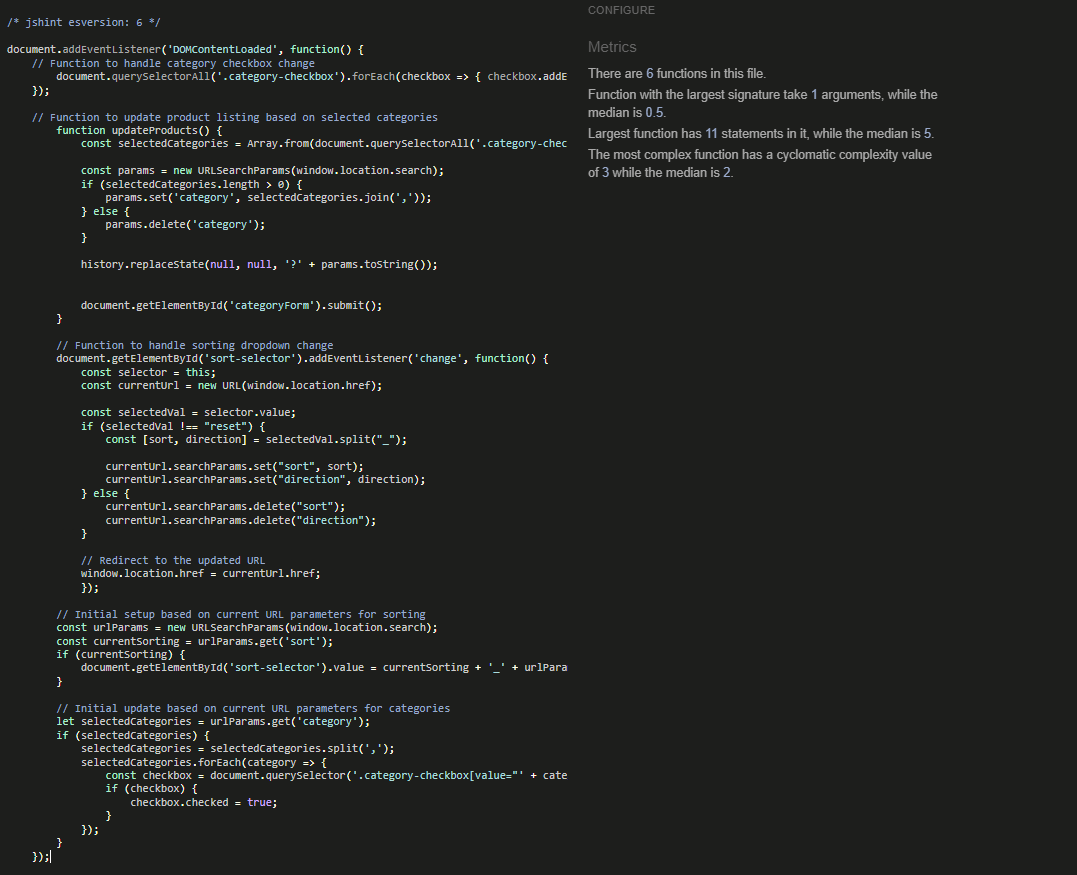 /* jshint esversion: 6 */
document.addEventListener('DOMContentLoaded', function() {
// Function to handle category checkbox change
document.querySelectorAll('.category-checkbox').forEach(checkbox => { checkbox.addE
});
// Function to update product listing based on selected categories
function updateProducts() {
const selectedCategories = Array.from(document.querySelectorAll('.category-chec
const params = new URLSearchParams(window.location.search);
if (selectedCategories.length > 0) {
params.set('category', selectedCategories.join(','));
} else {
params.delete('category');
}
history.replaceState(null, null, '?' + params.toString());
document.getElementById('categoryForm').submit();
}
// Function to handle sorting dropdown change
document.getElementById('sort-selector').addEventListener('change', function() {
const selector = this;
const currentUrl = new URL(window.location.href);
const selectedVal = selector.value;
if (selectedVal !== "reset") {
const [sort, direction] = selectedVal.split("_");
currentUrl.searchParams.set("sort", sort);
currentUrl.searchParams.set("direction", direction);
} else {
currentUrl.searchParams.delete("sort");
currentUrl.searchParams.delete("direction");
}
// Redirect to the updated URL
window.location.href = currentUrl.href;
});
// Initial setup based on current URL parameters for sorting
const urlParams = new URLSearchParams(window.location.search);
const currentSorting = urlParams.get('sort');
if (currentSorting) {
document.getElementById('sort-selector').value = currentSorting + '_' + urlPara
}
// Initial update based on current URL parameters for categories
let selectedCategories = urlParams.get('category');
if (selectedCategories) {
selectedCategories = selectedCategories.split(',');
selectedCategories.forEach(category => {
const checkbox = document.querySelector('.category-checkbox[value="' + cate
if (checkbox) {
checkbox.checked = true;
}
});
}
});
CONFIGURE
Metrics
There are 6 functions in this file.
Function with the largest signature take 1 arguments, while the
median is 0.5.
Largest function has 11 statements in it, while the median is 5.
The most complex function has a cyclomatic complexity value
of 3 while the median is 2.